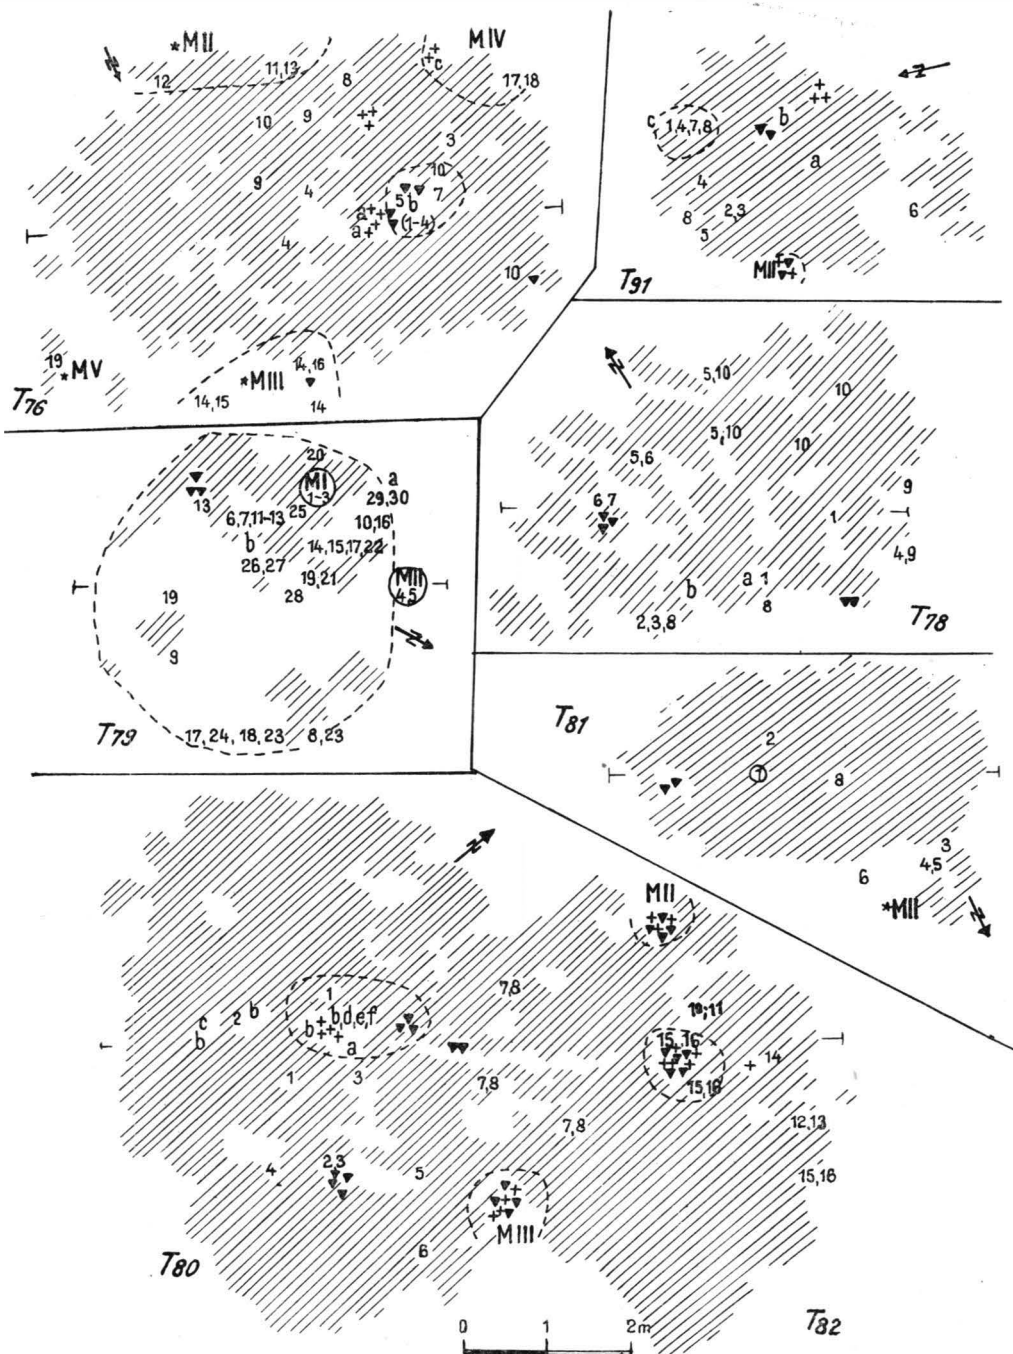 *MII
MIV
c
12
11,13
8
17,18
10
9
3
10
9
4
5 b
7
a
a
(1-4)
4
10
19
*MV
*MIII
14,16
14,15
14
T76
b
c
1,4,7,8
a
4
8
2,3
5
6
MII
T91
5,10
10
5,10
10
5,6
9
6,7
1
4,9
b
a 1
8
2,3,8
T78
20
MI
1-3
a
29,30
13
6,7,11-13
25
10,16
b
14,15,17,22
26,27
19,21
MII
4,5
28
19
9
17,24,18,23
8,23
T79
T81
2
1
a
3
4,5
6
*MII
MII
7,8
1
b
b,d,e,f
c
2
b
b
a
10,11
15,16
14
1
3
7,8
15,16
7,8
12,13
4
2,3
5
15,16
MIII
6
T80
T82
0
1
2m